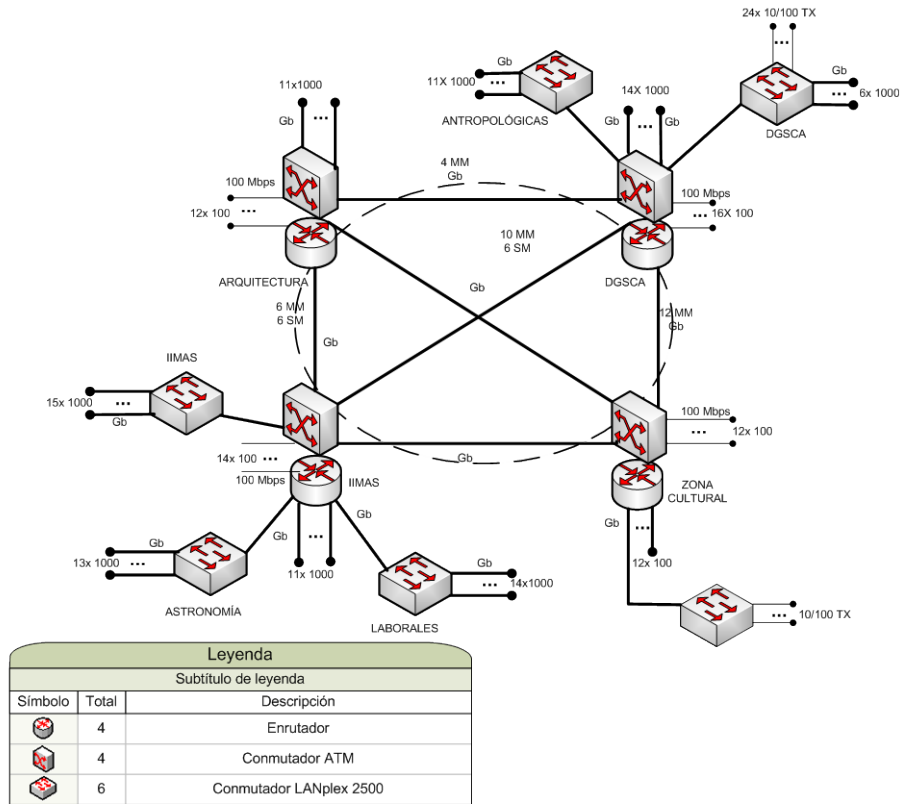 24x 10/100 TX
...
Gb
Gb
11x1000
11X 1000
...
14X 1000
...
6x 1000
Gb
...
ANTROPOLÓGICAS
Gb
...
DGSCA
4 MM
Gb
100 Mbps
12x 100
...
100 Mbps
...
16X 100
10 MM
6 SM
ARQUITECTURA
DGSCA
Gb
6 MM
6 SM
12 MM
Gb
Gb
IIMAS
15x 1000
...
Gb
100 Mbps
...
12x 100
14x 100
...
Gb
100 Mbps
IIMAS
ZONA
CULTURAL
Gb
Gb
...
Gb
...
Gb
13x 1000
...
11x 1000
12x 100
Gb
...
14x1000
ASTRONOMÍA
LABORALES
...
10/100 TX
Leyenda
Subtítulo de leyenda
Símbolo Total Descripción
4 Enrutador
4 Conmutador ATM
6 Conmutador LANplex 2500